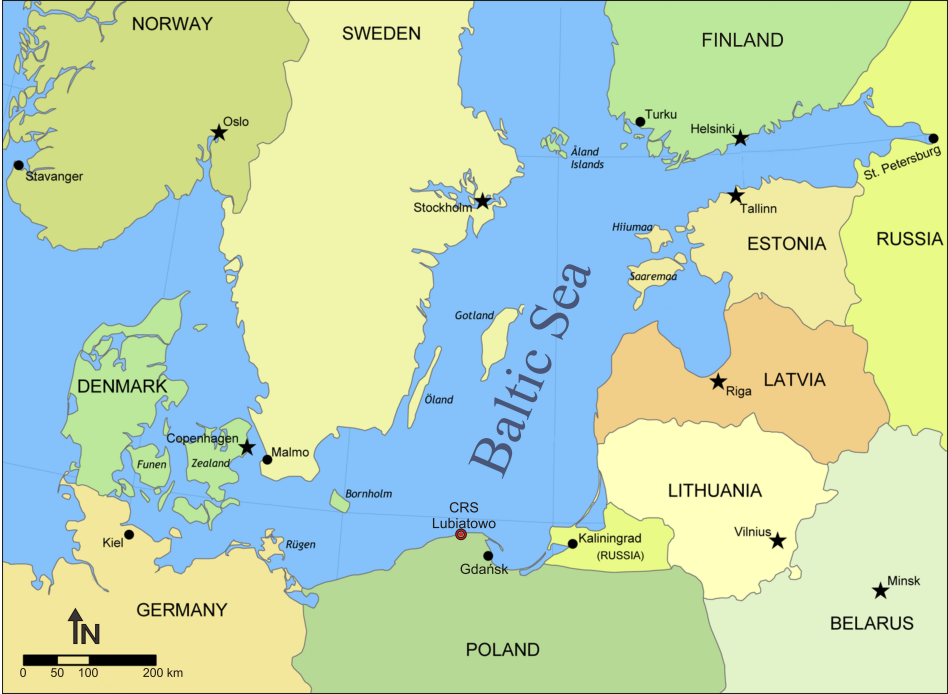 NORWAY
SWEDEN
FINLAND
Oslo
Turku
Helsinki
Stavanger
Åland
Islands
St. Petersburg
Stockholm
Tallinn
Hiiumaa
ESTONIA
RUSSIA
Saaremaa
Gotland
Baltic Sea
DENMARK
Riga
LATVIA
Öland
Copenhagen
Malmo
Funen
Zealand
LITHUANIA
Bornholm
CRS
Lubiatowo
Kiel
Rügen
Kaliningrad
(RUSSIA)
Vilnius
Gdańsk
Minsk
GERMANY
BELARUS
N
POLAND
0 50 100 200 km